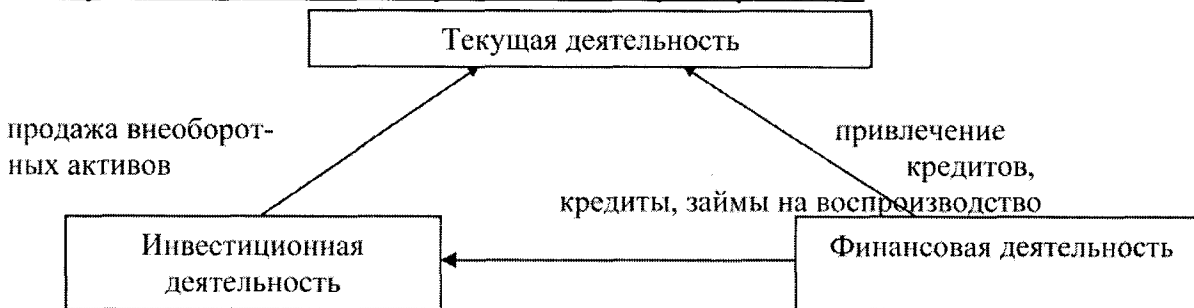 Текущая деятельность
продажа внеоборот-
ных активов
привлечение
кредитов,
кредиты, займы на воспроизводство
Инвестиционная
деятельность
Финансовая деятельность